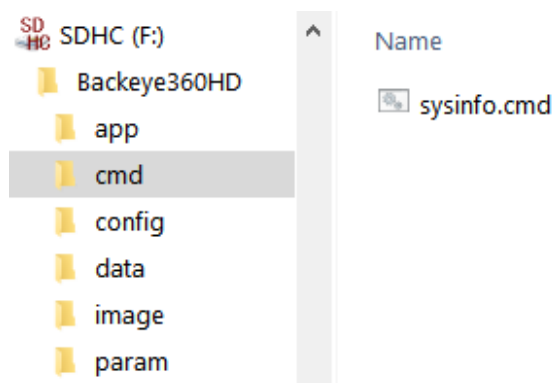 SD
HC SDHC (F:)
Backeye360HD
app
cmd
config
data
image
param
Name
sysinfo.cmd